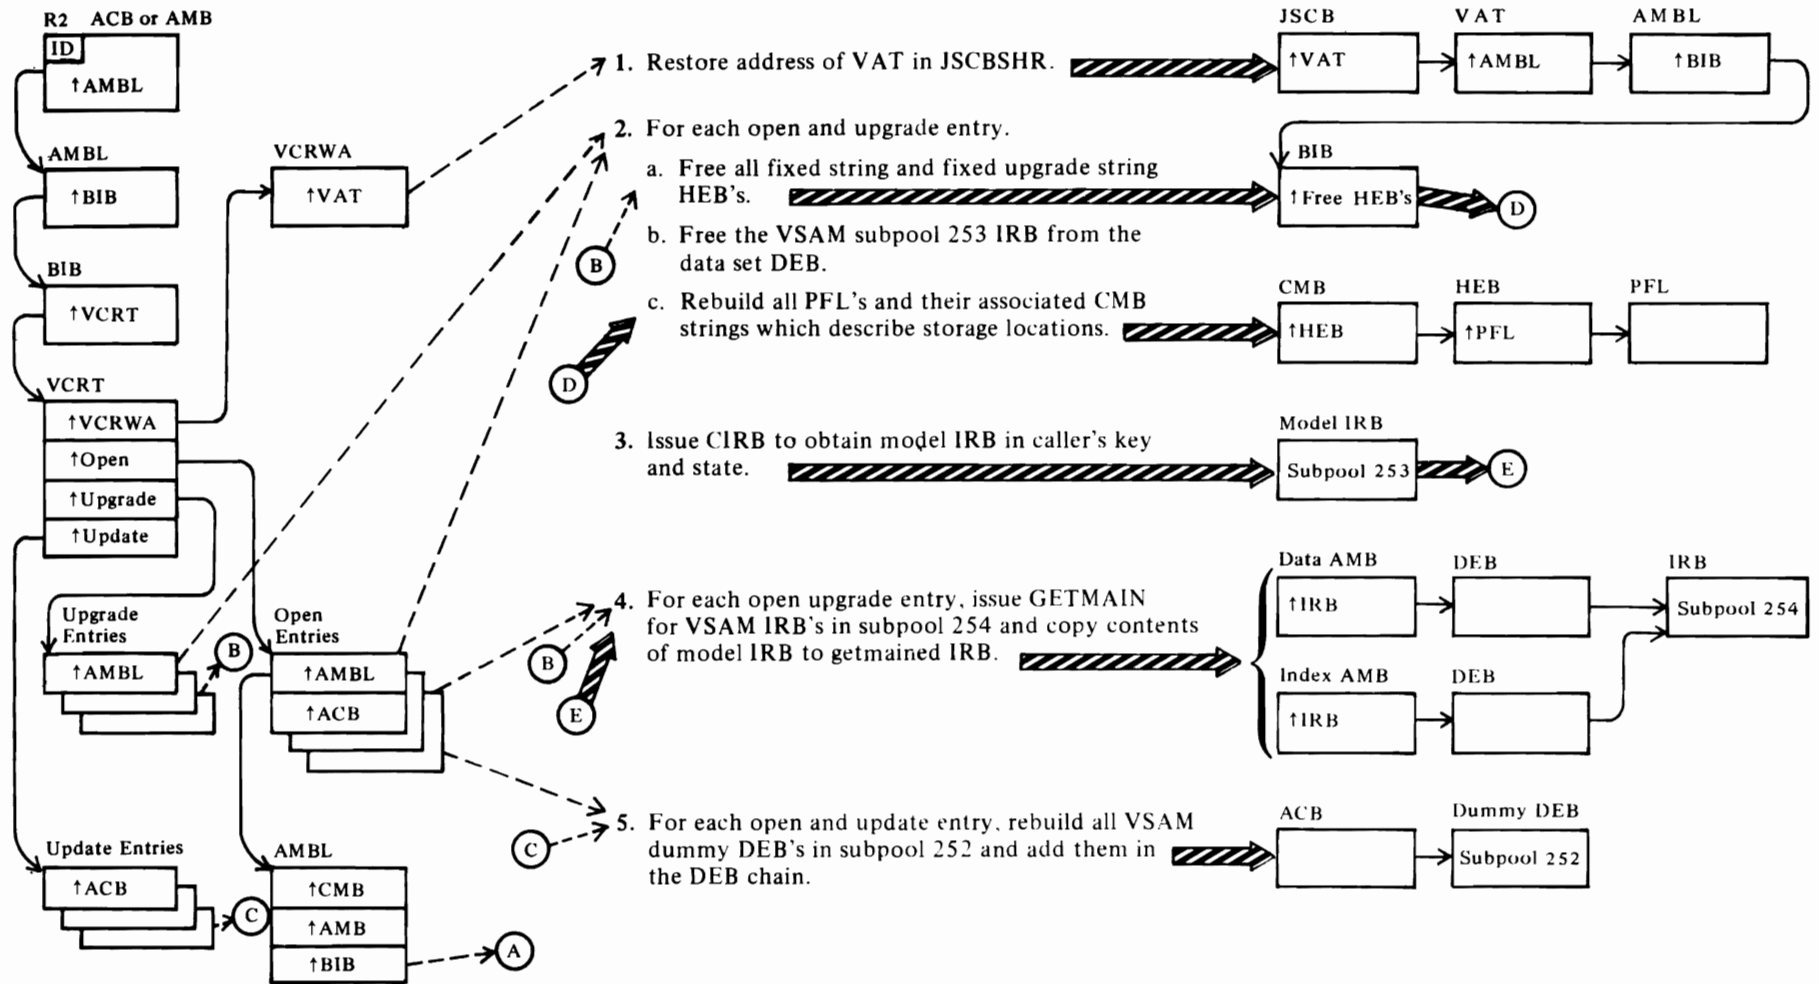 R2 ACB or AMB
ID
↑AMBL
AMBL
↑BIB
BIB
↑VCRT
VCRT
↑VCRWA
↑Open
↑Upgrade
↑Update
VCRWA
↑VAT
Upgrade
Entries
↑AMBL
B
Open
Entries
↑AMBL
↑ACB
Update Entries
↑ACB
C
AMBL
↑CMB
↑AMB
↑BIB
A
1. Restore address of VAT in JSCBSHR.
JSCB
↑VAT
VAT
↑AMBL
AMBL
↑BIB
2. For each open and upgrade entry.
a. Free all fixed string and fixed upgrade string
HEB's.
B
BIB
↑Free HEB's
D
b. Free the VSAM subpool 253 IRB from the
data set DEB.
c. Rebuild all PFL's and their associated CMB
strings which describe storage locations.
D
CMB
↑HEB
HEB
↑PFL
PFL
3. Issue CIRB to obtain model IRB in caller's key
and state.
Model IRB
Subpool 253
E
4. For each open upgrade entry, issue GETMAIN
for VSAM IRB's in subpool 254 and copy contents
of model IRB to getmained IRB.
B
E
Data AMB
↑IRB
DEB
IRB
Subpool 254
Index AMB
↑IRB
DEB
5. For each open and update entry, rebuild all VSAM
dummy DEB's in subpool 252 and add them in
the DEB chain.
C
ACB
Dummy DEB
Subpool 252